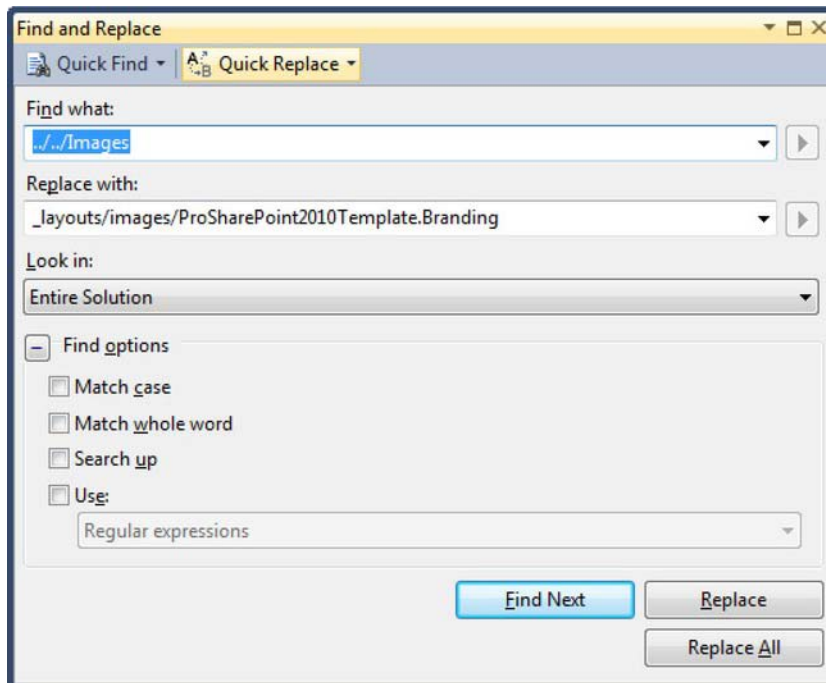 Find and Replace
Quick Find
Quick Replace
Find what:
../../Images
Replace with:
_layouts/images/ProSharePoint2010Template.Branding
Look in:
Entire Solution
Find options
Match case
Match whole word
Search up
Use:
Regular expressions
Find Next
Replace
Replace All